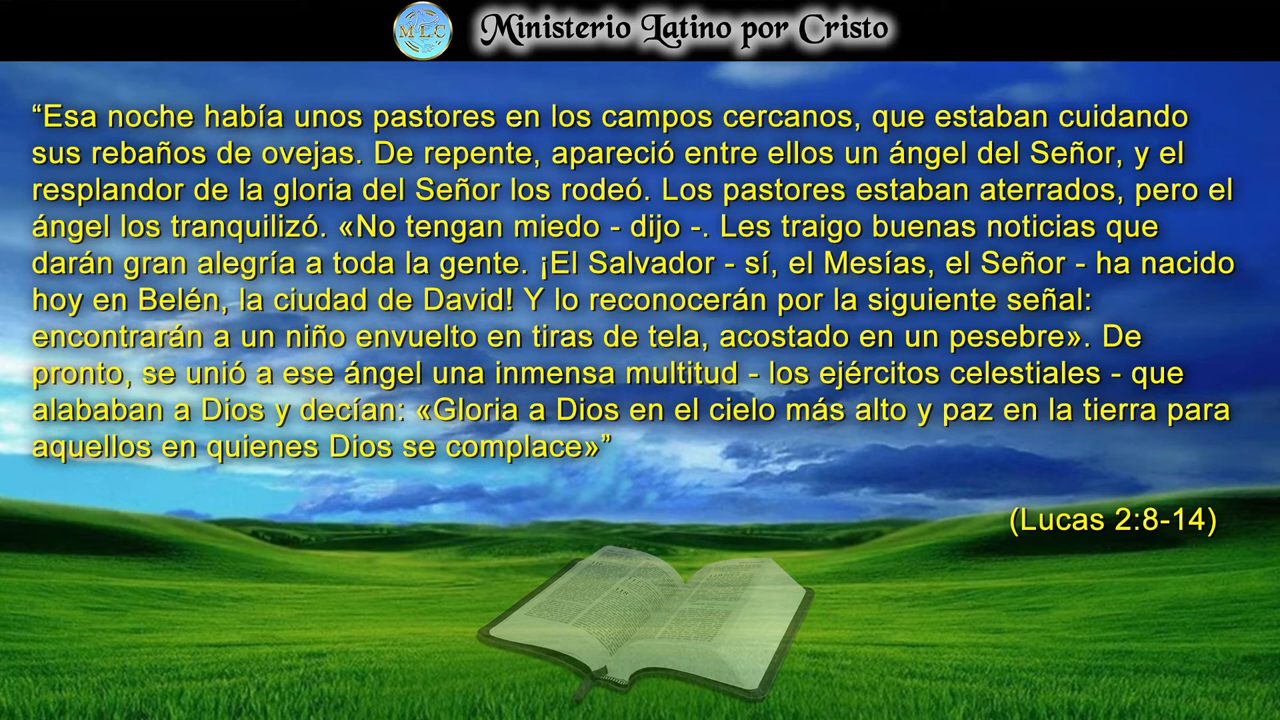 MLC
Ministerio Latino por Cristo
“Esa noche había unos pastores en los campos cercanos, que estaban cuidando
sus rebaños de ovejas. De repente, apareció entre ellos un ángel del Señor, y el
resplandor de la gloria del Señor los rodeó. Los pastores estaban aterrados, pero el
ángel los tranquilizó. «No tengan miedo - dijo -. Les traigo buenas noticias que
darán gran alegría a toda la gente. ¡El Salvador - sí, el Mesías, el Señor - ha nacido
hoy en Belén, la ciudad de David! Y lo reconocerán por la siguiente señal:
encontrarán a un niño envuelto en tiras de tela, acostado en un pesebre». De
pronto, se unió a ese ángel una inmensa multitud - los ejércitos celestiales - que
alababan a Dios y decían: «Gloria a Dios en el cielo más alto y paz en la tierra para
aquellos en quienes Dios se complace»”
(Lucas 2:8-14)